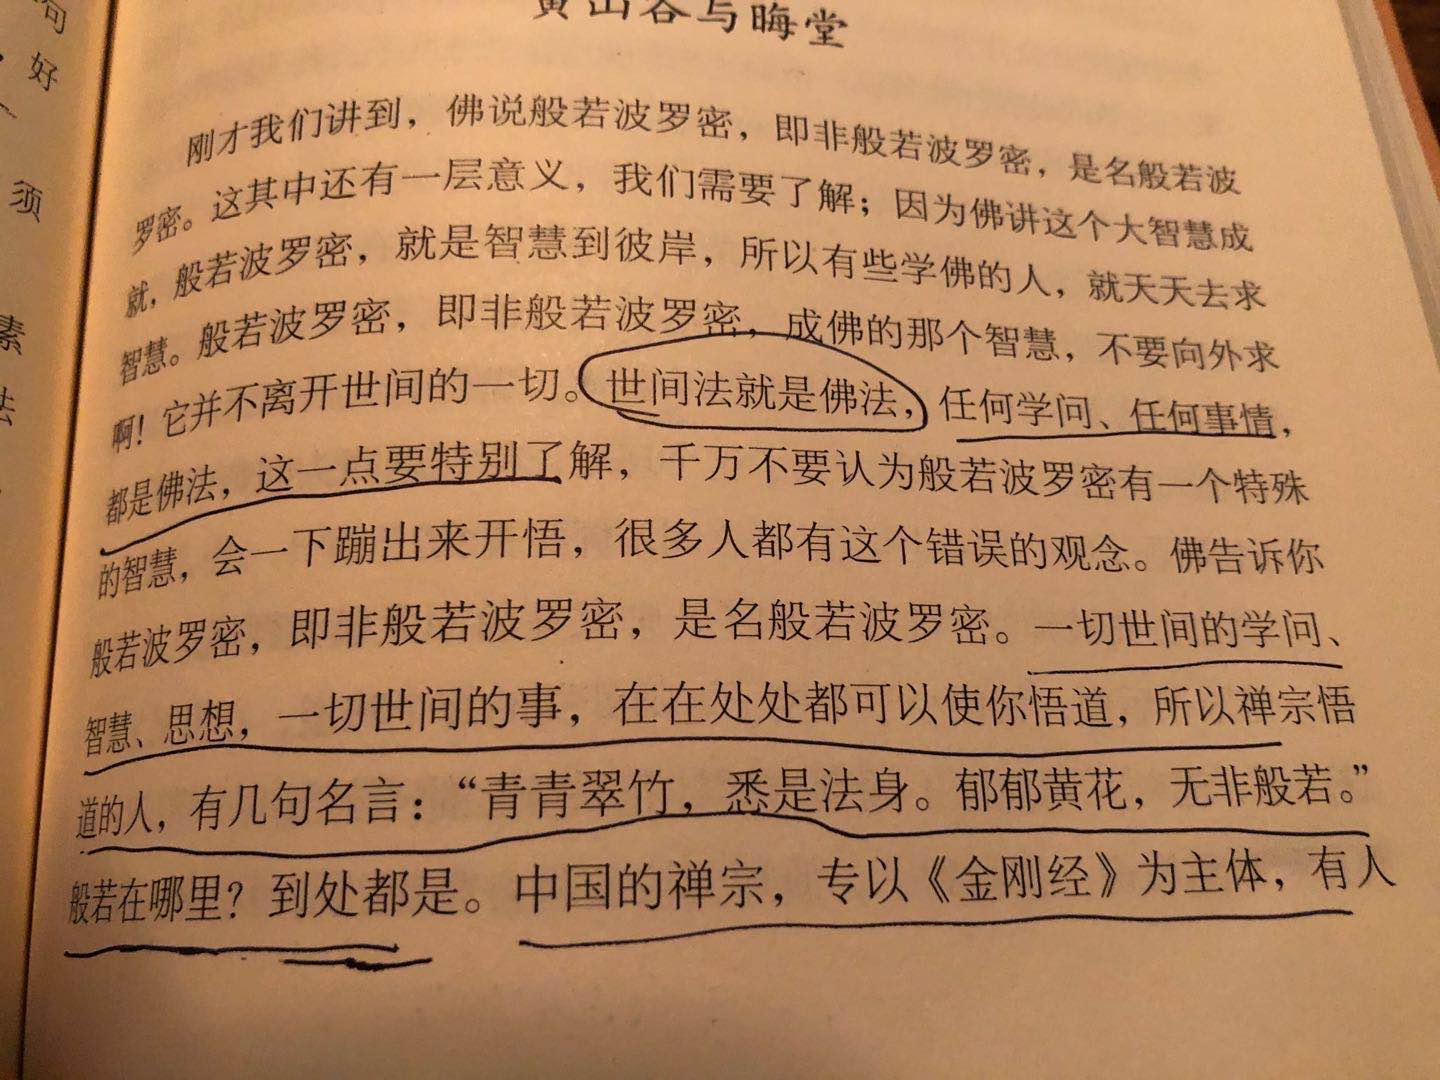 句
好
须
素
法
黄山谷与晦堂
刚才我们讲到，佛说般若波罗密，即非般若波罗密，是名般若波
罗密。这其中还有一层意义，我们需要了解；因为佛讲这个大智慧成
就，般若波罗密，就是智慧到彼岸，所以有些学佛的人，就天天去求
智慧。般若波罗密，即非般若波罗密，成佛的那个智慧，不要向外求
啊！它并不离开世间的一切。世间法就是佛法，任何学问、任何事情，
都是佛法，这一点要特别了解，千万不要认为般若波罗密有一个特殊
的智慧，会一下蹦出来开悟，很多人都有这个错误的观念。佛告诉你
般若波罗密，即非般若波罗密，是名般若波罗密。一切世间的学问、
智慧、思想，一切世间的事，在在处处都可以使你悟道，所以禅宗悟
道的人，有几句名言：“青青翠竹，悉是法身。郁郁黄花，无非般若。”
般若在哪里？到处都是。中国的禅宗，专以《金刚经》为主体，有人